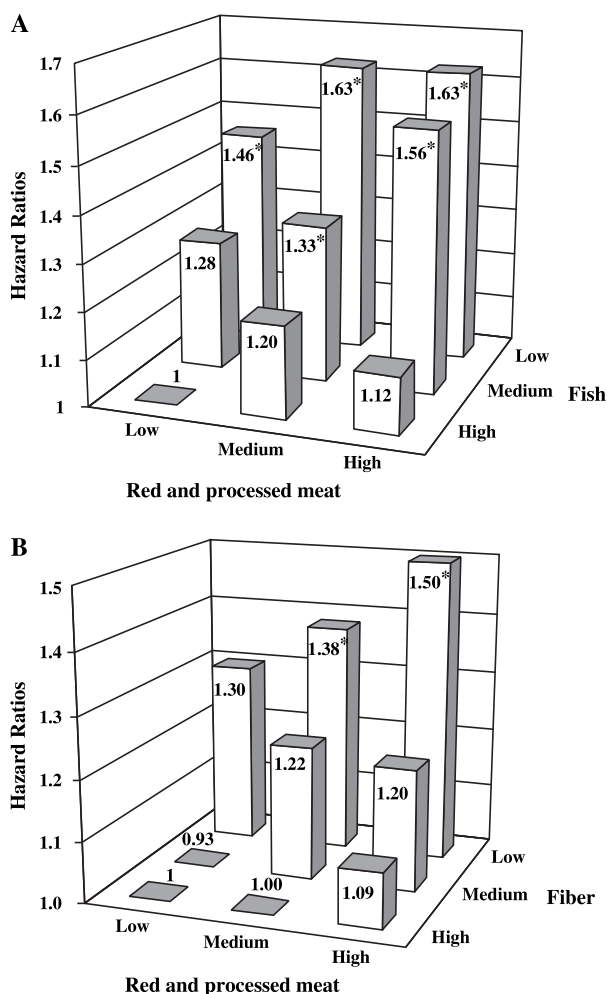 A
1.7
1.6
1.5
1.4
1.3
1.2
1.1
1
Hazard Ratios
1.63*
1.63*
1.46*
1.56*
1.33*
1.28
1.20
1.12
1
Low
Medium
High
Low
Medium
High
Fish
Red and processed meat
B
1.5
1.4
1.3
1.2
1.1
1.0
Hazard Ratios
1.50*
1.38*
1.30
1.22
1.20
0.93
1
1.00
1.09
Low
Medium
High
Low
Medium
High
Fiber
Red and processed meat